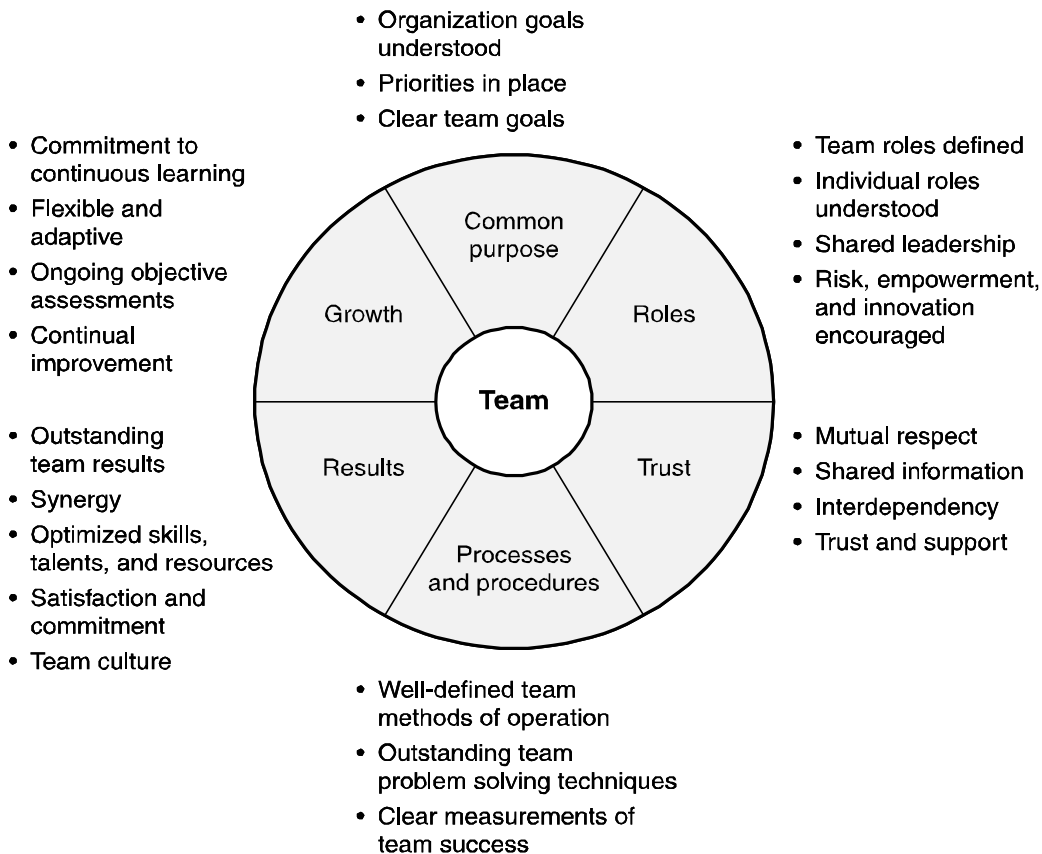 • Organization goals
understood
• Priorities in place
• Clear team goals
• Commitment to
continuous learning
• Flexible and
adaptive
• Ongoing objective
assessments
• Continual
improvement
• Team roles defined
• Individual roles
understood
• Shared leadership
• Risk, empowerment,
and innovation
encouraged
Common
purpose
Growth
Roles
Team
Results
Trust
Processes
and procedures
• Outstanding
team results
• Synergy
• Optimized skills,
talents, and resources
• Satisfaction and
commitment
• Team culture
• Mutual respect
• Shared information
• Interdependency
• Trust and support
• Well-defined team
methods of operation
• Outstanding team
problem solving techniques
• Clear measurements of
team success